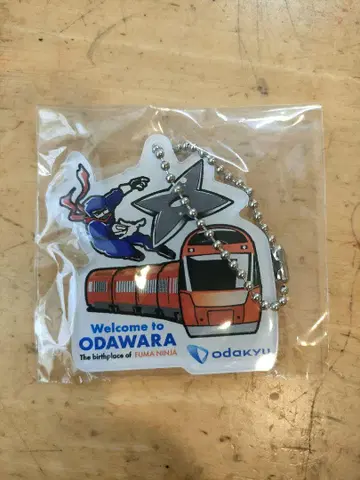 Welcome to
ODAWARA
The birthplace of FUMA NINJA
odakyu